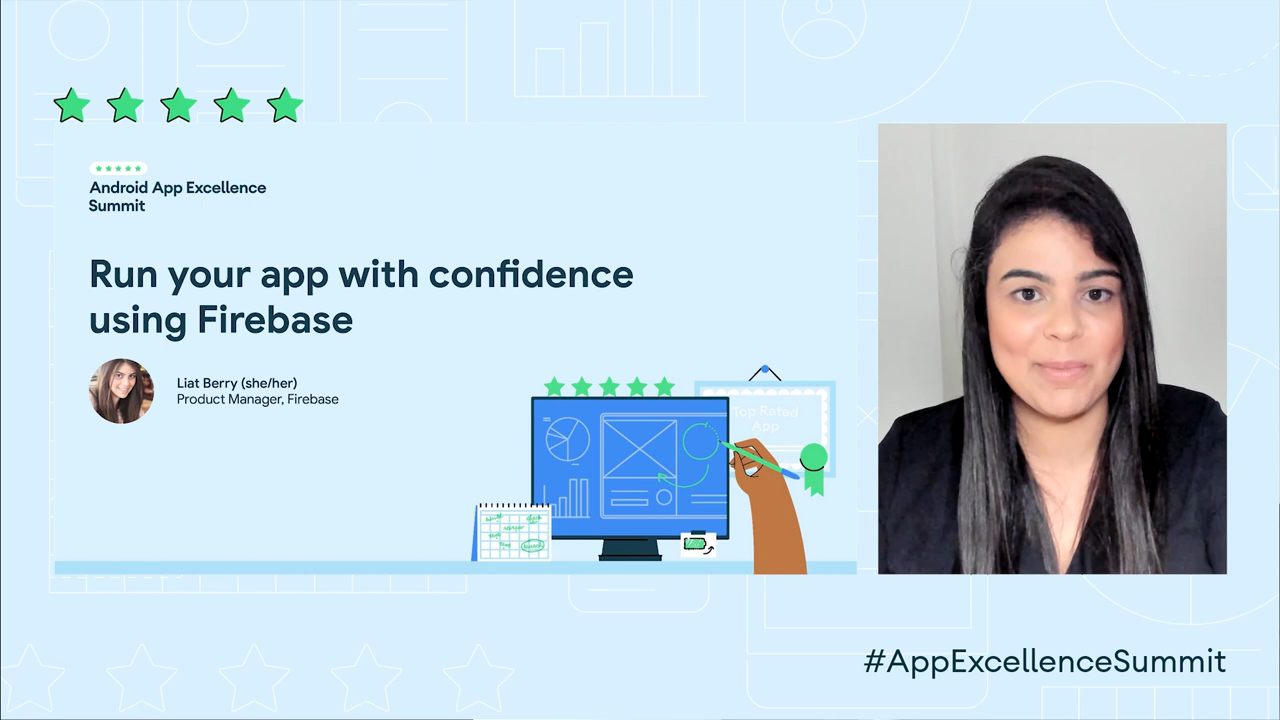 Android App Excellence
Summit
Run your app with confidence
using Firebase
Liat Berry (she/her)
Product Manager, Firebase
Top Rated
App
#AppExcellenceSummit